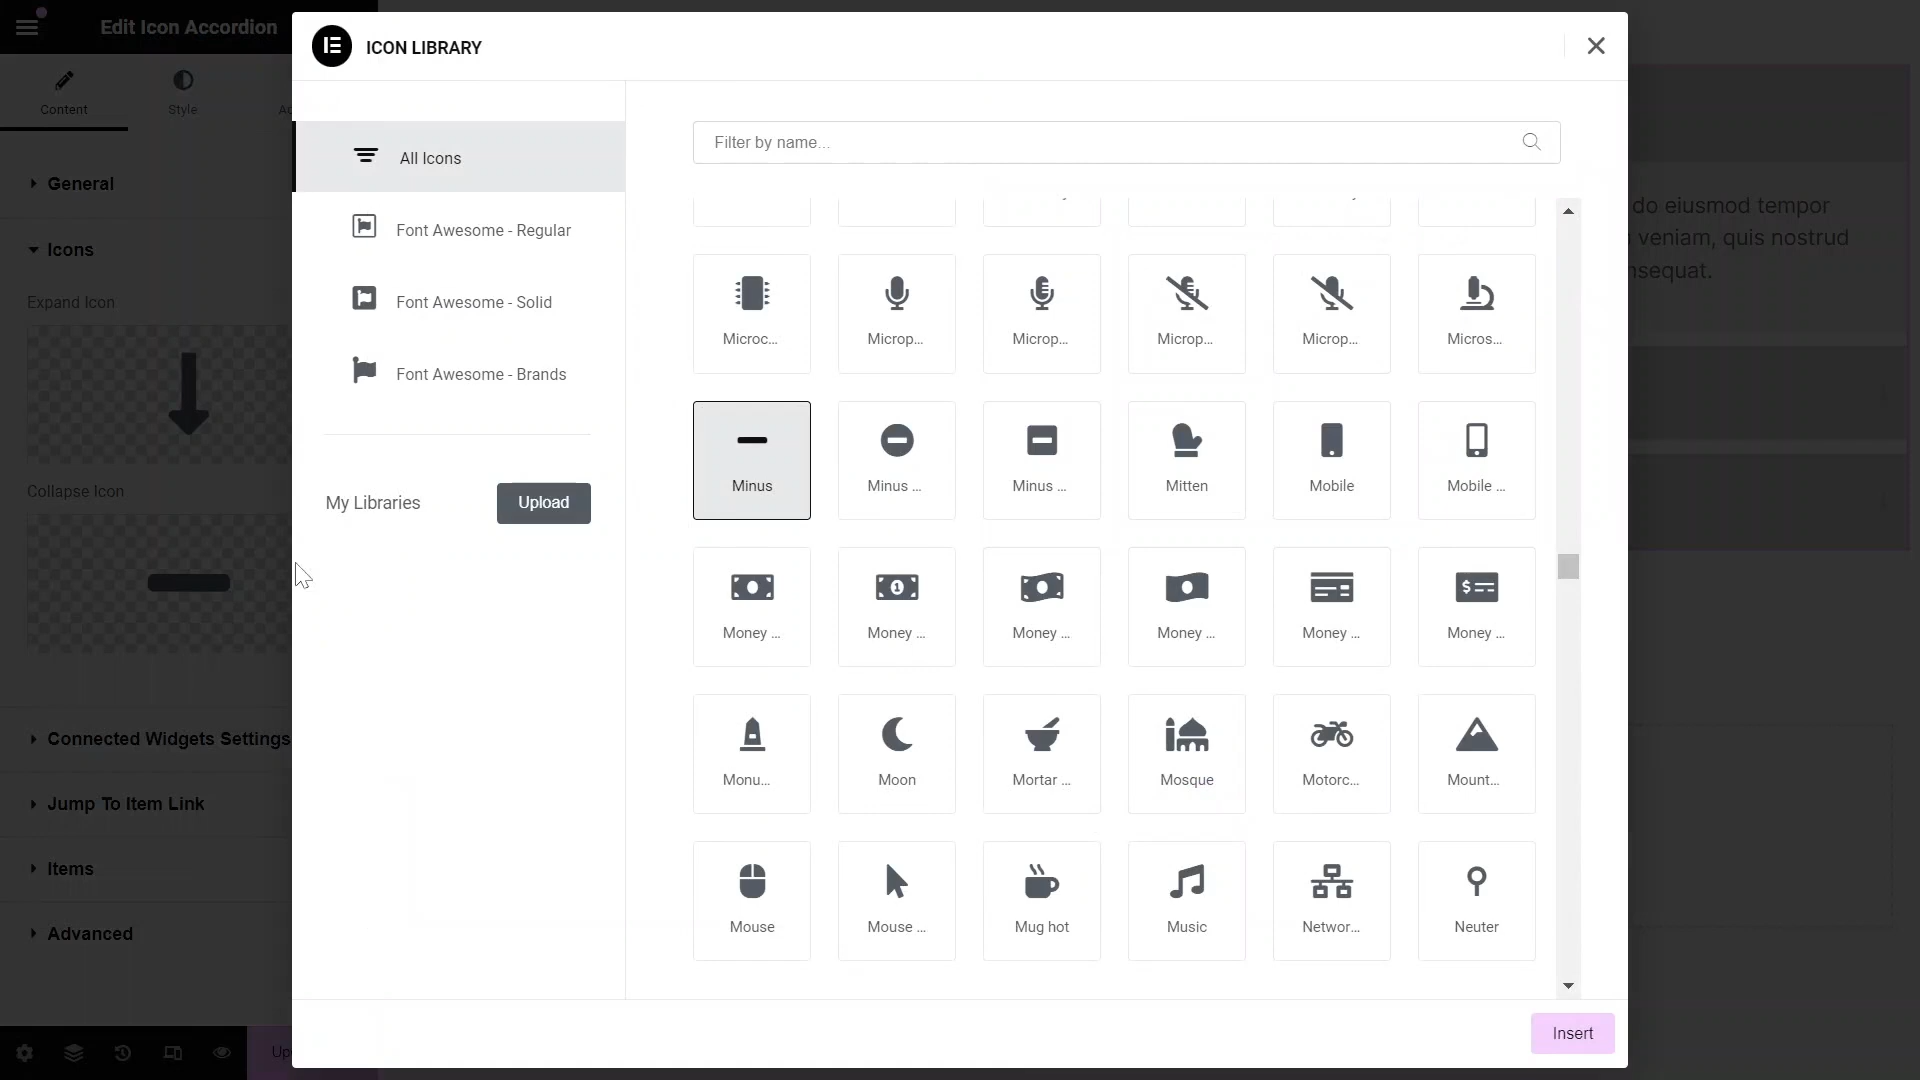 Edit Icon Accordion
Content
Style
General
Icons
Expand Icon
Collapse Icon
Connected Widgets Settings
Jump To Item Link
Items
Advanced
ICON LIBRARY
All Icons
Font Awesome - Regular
Font Awesome - Solid
Font Awesome - Brands
My Libraries
Upload
Filter by name...
Microc...
Microp...
Microp...
Microp...
Microp...
Micros...
Minus
Minus ...
Minus ...
Mitten
Mobile
Mobile ...
Money ...
Money ...
Money ...
Money ...
Money ...
Money ...
Monu...
Moon
Mortar ...
Mosque
Motorc...
Mount...
Mouse
Mouse ...
Mug hot
Music
Networ...
Neuter
Insert
do eiusmod tempor
veniam, quis nostrud